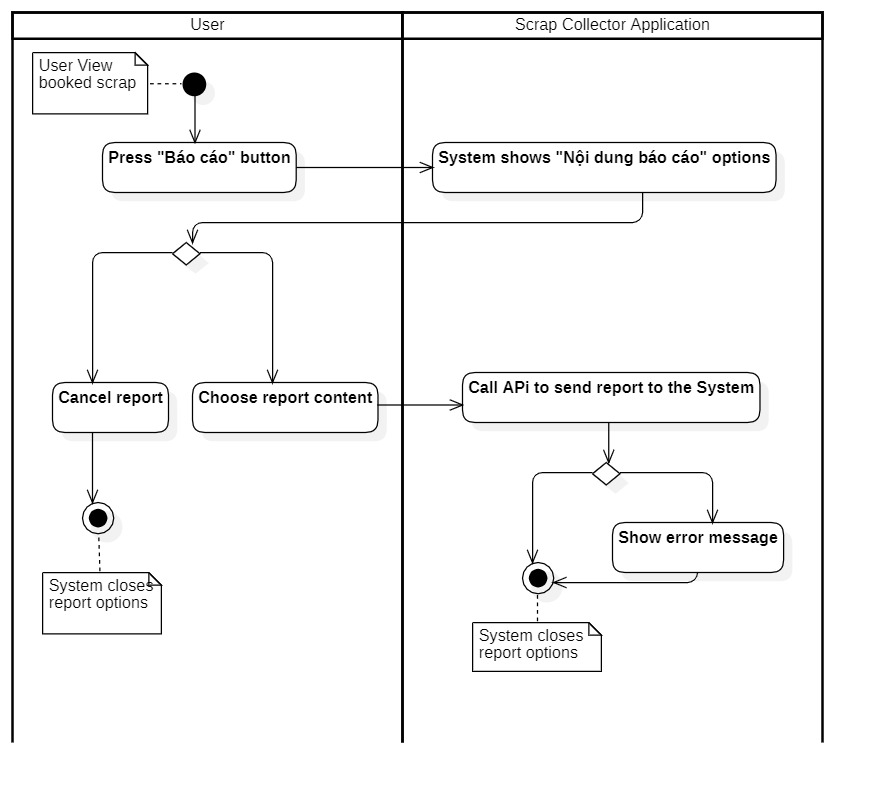 User
Scrap Collector Application
User View
booked scrap
Press "Báo cáo" button
System shows "Nội dung báo cáo" options
Cancel report
Choose report content
Call APi to send report to the System
Show error message
System closes
report options
System closes
report options